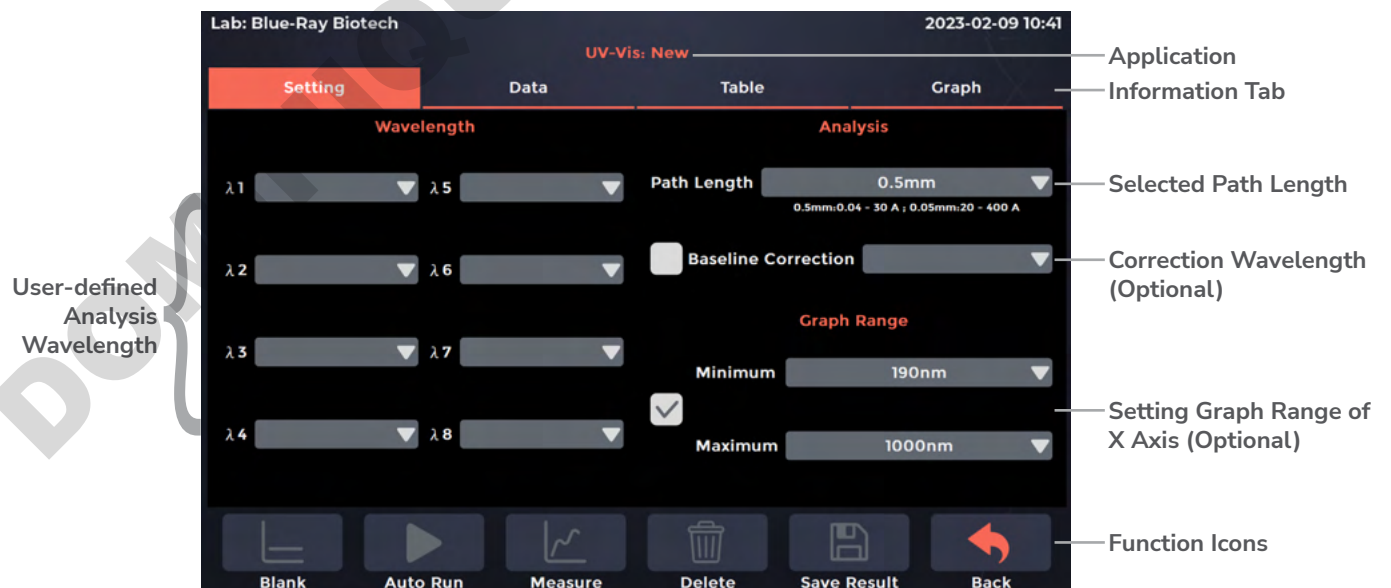 Lab: Blue-Ray Biotech
2023-02-09 10:41
UV-Vis: New
Application
Setting
Data
Table
Graph
Information Tab
Wavelength
Analysis
λ1
λ5
Path Length
0.5mm
Selected Path Length
0.5mm:0.04 - 30 A ; 0.05mm:20 - 400 A
λ2
λ6
Baseline Correction
Correction Wavelength
(Optional)
User-defined
Analysis
Wavelength
Graph Range
λ3
λ7
Minimum
190nm
Setting Graph Range of
X Axis (Optional)
λ4
λ8
Maximum
1000nm
Blank
Auto Run
Measure
Delete
Save Result
Back
Function Icons